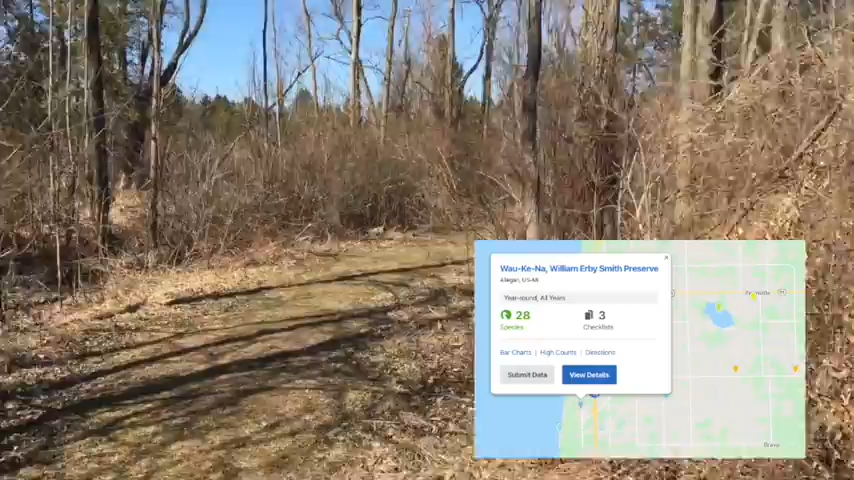 Wau-Ke-Na, William Erby Smith Preserve
Allegan, US-MI
Year-round, All Years
28
Species
3
Checklists
Bar Charts | High Counts | Directions
Submit Data
View Details